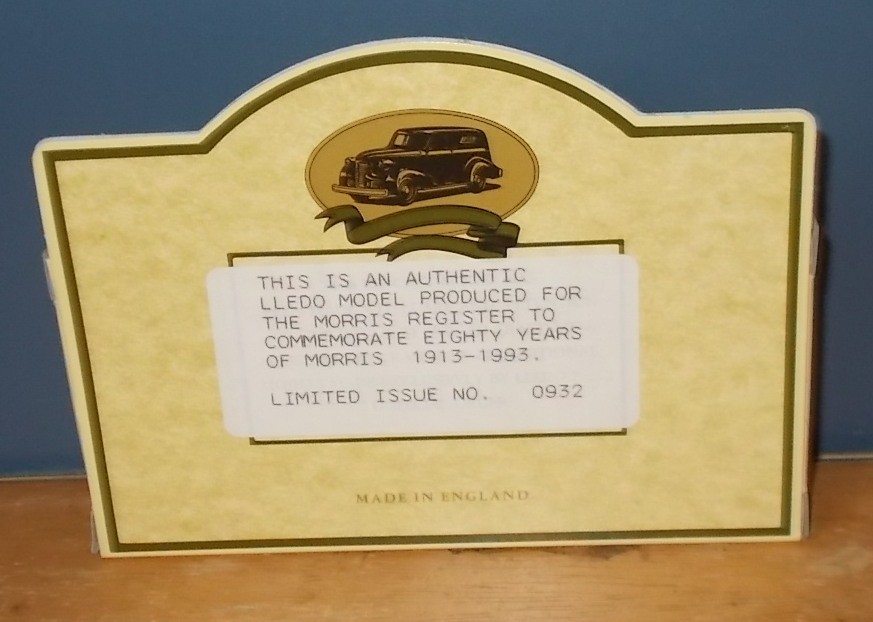 THIS IS AN AUTHENTIC
LLEDO MODEL PRODUCED FOR
THE MORRIS REGISTER TO
COMMEMORATE EIGHTY YEARS
OF MORRIS 1913-1993.
LIMITED ISSUE NO. 0932
MADE IN ENGLAND